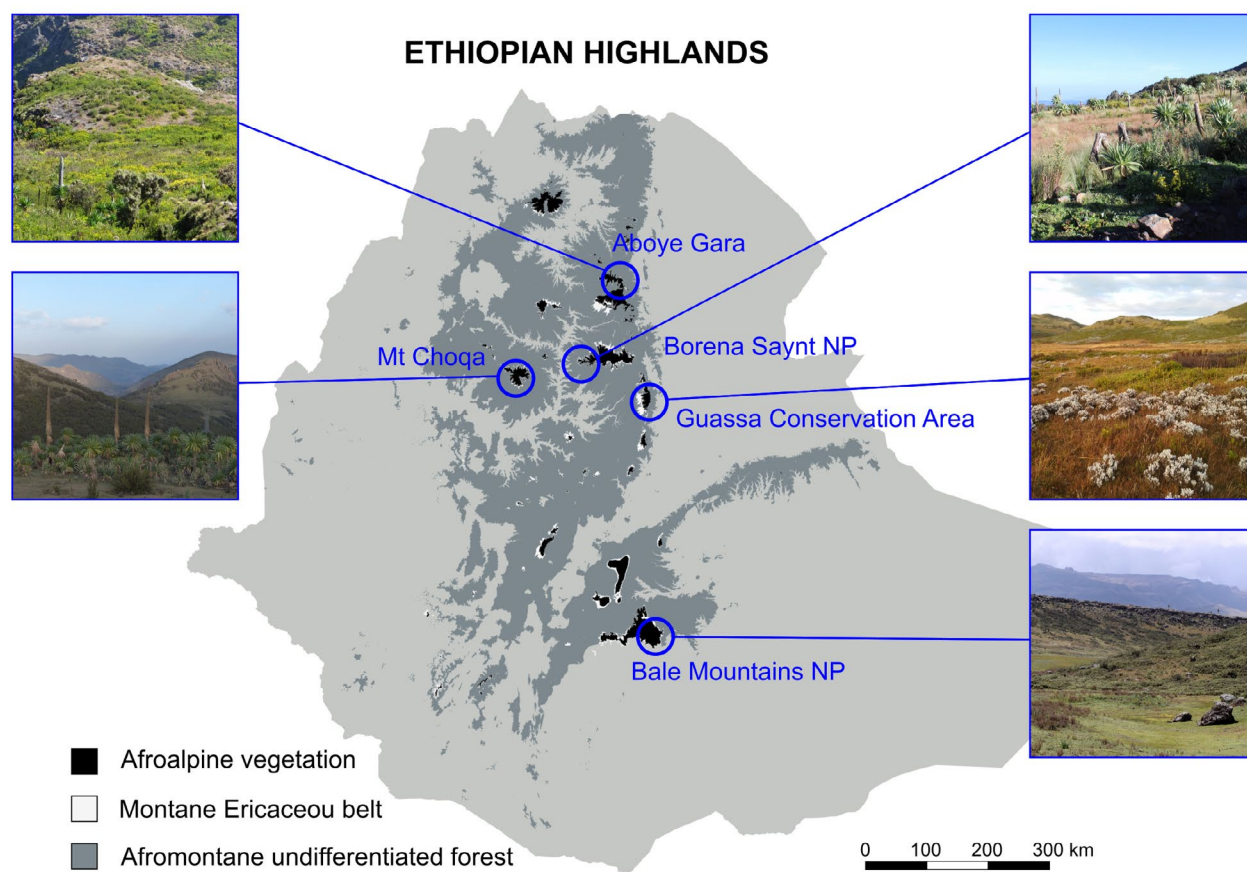 ETHIOPIAN HIGHLANDS
Aboye Gara
Borena Saynt NP
Mt Choqa
Guassa Conservation Area
Bale Mountains NP
Afroalpine vegetation
Montane Ericaceou belt
Afromontane undifferentiated forest
0 100 200 300 km